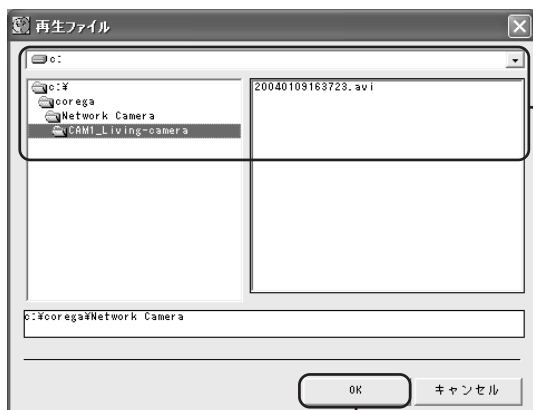 再生ファイル
c:
c:¥
corega
Network Camera
CAM1_Living-camera
20040109163723.avi
c:¥corega¥Network Camera
OK
キャンセル